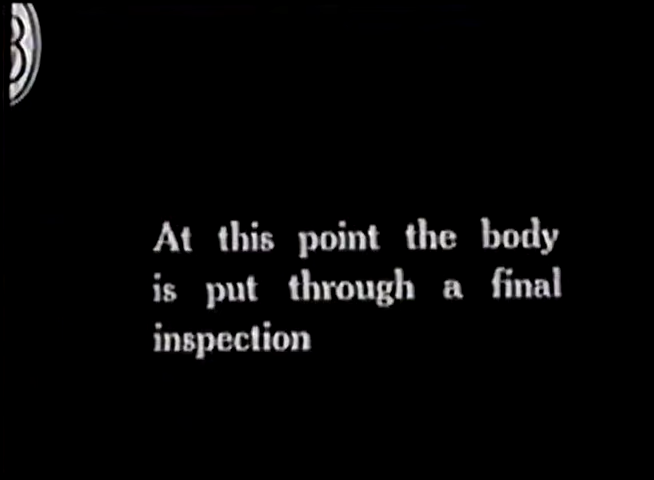 At this point the body
is put through a final
inspection